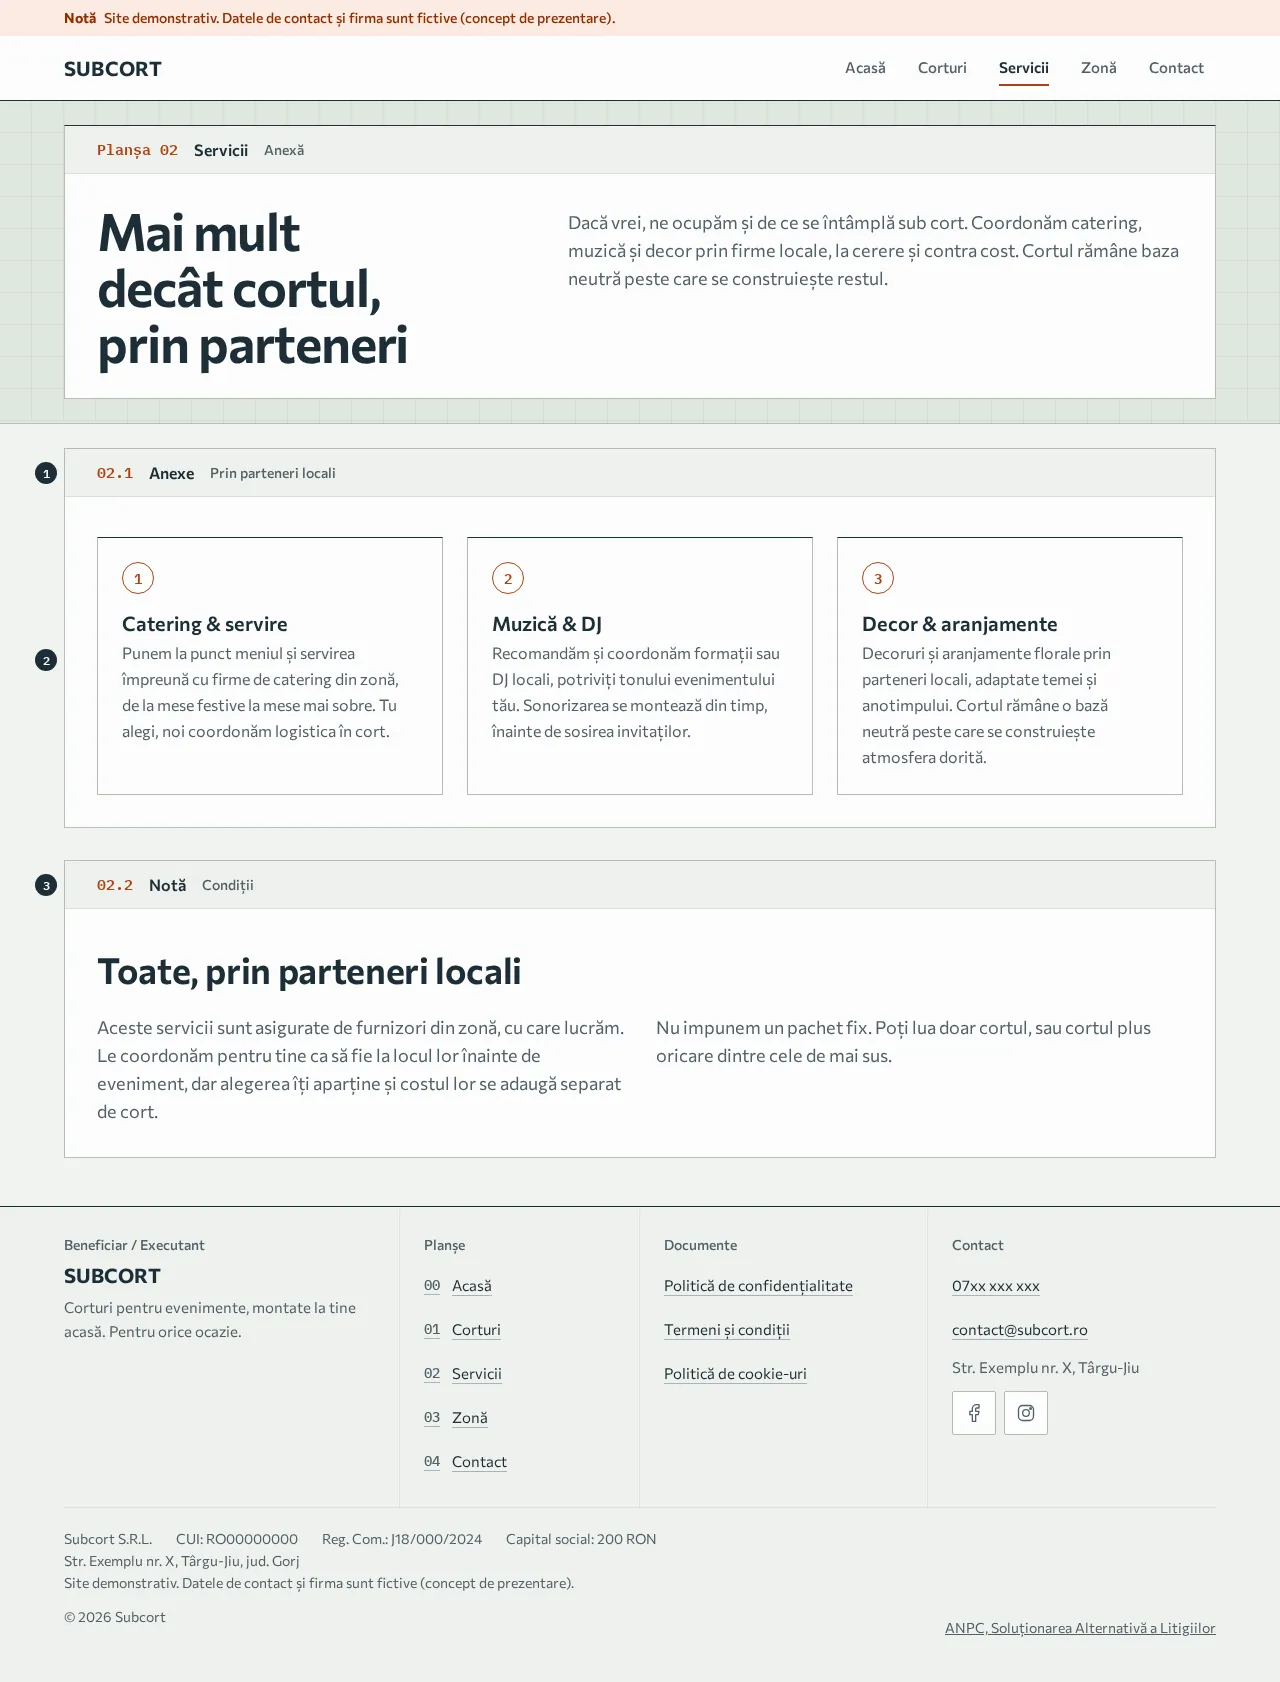 Notă Site demonstrativ. Datele de contact și firma sunt fictive (concept de prezentare).
SUBCORT
Acasă
Corturi
Servicii
Zonă
Contact
Planșa 02 Servicii Anexă
Mai mult
decât cortul,
prin parteneri
Dacă vrei, ne ocupăm și de ce se întâmplă sub cort. Coordonăm catering,
muzică și decor prin firme locale, la cerere și contra cost. Cortul rămâne baza
neutră peste care se construiește restul.
1
02.1 Anexe Prin parteneri locali
2
1
Catering & servire
Punem la punct meniul și servirea
împreună cu firme de catering din zonă,
de la mese festive la mese mai sobre. Tu
alegi, noi coordonăm logistica în cort.
2
Muzică & DJ
Recomandăm și coordonăm formații sau
DJ locali, potriviți tonului evenimentului
tău. Sonorizarea se montează din timp,
înainte de sosirea invitaților.
3
Decor & aranjamente
Decoruri și aranjamente florale prin
parteneri locali, adaptate temei și
anotimpului. Cortul rămâne o bază
neutră peste care se construiește
atmosfera dorită.
3
02.2 Notă Condiții
Toate, prin parteneri locali
Aceste servicii sunt asigurate de furnizori din zonă, cu care lucrăm.
Le coordonăm pentru tine ca să fie la locul lor înainte de
eveniment, dar alegerea îți aparține și costul lor se adaugă separat
de cort.
Nu impunem un pachet fix. Poți lua doar cortul, sau cortul plus
oricare dintre cele de mai sus.
Beneficiar / Executant
SUBCORT
Corturi pentru evenimente, montate la tine
acasă. Pentru orice ocazie.
Planșe
00 Acasă
01 Corturi
02 Servicii
03 Zonă
04 Contact
Documente
Politică de confidențialitate
Termeni și condiții
Politică de cookie-uri
Contact
07xx xxx xxx
contact@subcort.ro
Str. Exemplu nr. X, Târgu-Jiu
Subcort S.R.L. CUI: RO00000000 Reg. Com.: J18/000/2024 Capital social: 200 RON
Str. Exemplu nr. X, Târgu-Jiu, jud. Gorj
Site demonstrativ. Datele de contact și firma sunt fictive (concept de prezentare).
© 2026 Subcort
ANPC, Soluționarea Alternativă a Litigiilor